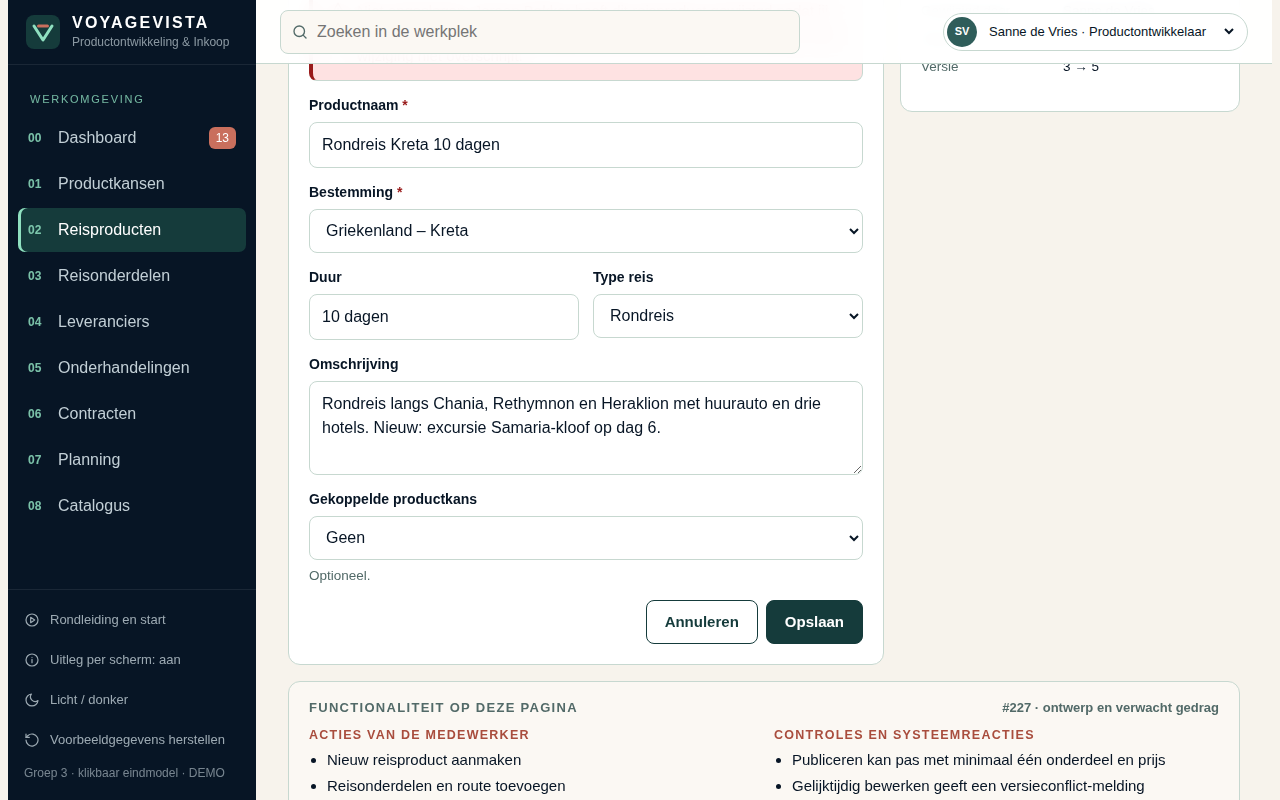 VOYAGEVISTA
Productontwikkeling & Inkoop
WERKOMGEVING
00 Dashboard 13
01 Productkansen
02 Reisproducten
03 Reisonderdelen
04 Leveranciers
05 Onderhandelingen
06 Contracten
07 Planning
08 Catalogus
Rondleiding en start
Uitleg per scherm: aan
Licht / donker
Voorbeeldgegevens herstellen
Groep 3 · klikbaar eindmodel · DEMO
Zoeken in de werkplek
SV Sanne de Vries · Productontwikkelaar
Versie 3 → 5
Productnaam *
Rondreis Kreta 10 dagen
Bestemming *
Griekenland – Kreta
Duur
10 dagen
Type reis
Rondreis
Omschrijving
Rondreis langs Chania, Rethymnon en Heraklion met huurauto en drie
hotels. Nieuw: excursie Samaria-kloof op dag 6.
Gekoppelde productkans
Geen
Optioneel.
Annuleren
Opslaan
FUNCTIONALITEIT OP DEZE PAGINA
#227 · ontwerp en verwacht gedrag
ACTIES VAN DE MEDEWERKER
• Nieuw reisproduct aanmaken
• Reisonderdelen en route toevoegen
CONTROLES EN SYSTEEMREACTIES
• Publiceren kan pas met minimaal één onderdeel en prijs
• Gelijktijdig bewerken geeft een versieconflict-melding